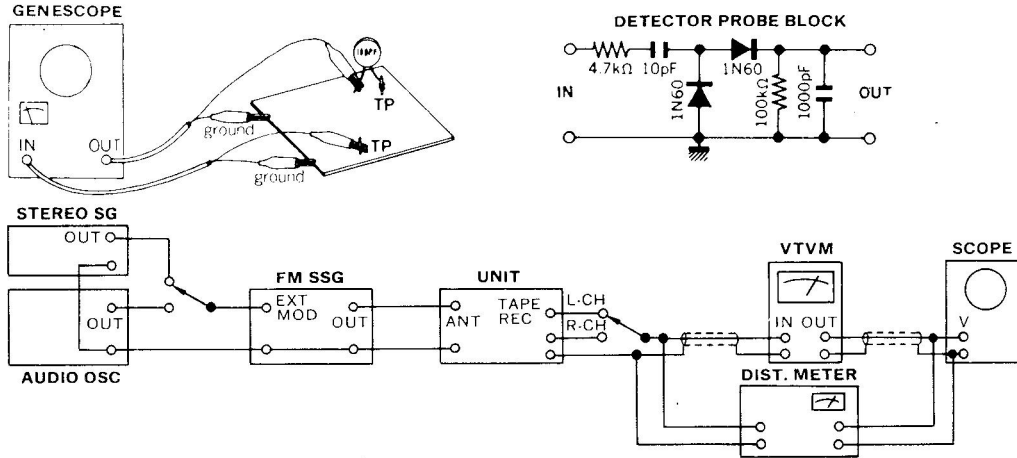 GENESCOPE
IN
OUT
100PF
TP
ground
TP
ground
DETECTOR PROBE BLOCK
4.7kΩ
10pF
1N60
IN
1N60
100kΩ
1000pF
OUT
STEREO SG
OUT
AUDIO OSC
OUT
FM SSG
EXT
MOD
OUT
UNIT
ANT
TAPE
REC
L-CH
R-CH
VTVM
IN
OUT
SCOPE
V
DIST. METER